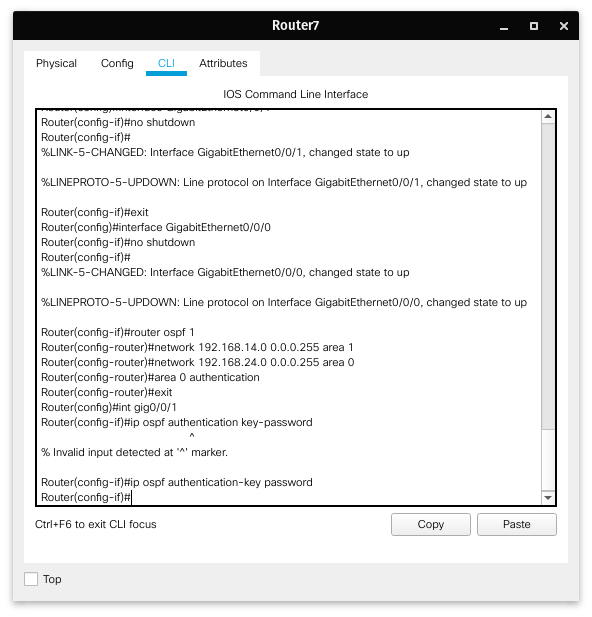 Router7
Physical Config CLI Attributes
IOS Command Line Interface
Router(config-if)#no shutdown
Router(config-if)#
%LINK-5-CHANGED: Interface GigabitEthernet0/0/1, changed state to up
%LINEPROTO-5-UPDOWN: Line protocol on Interface GigabitEthernet0/0/1, changed state to up
Router(config-if)#exit
Router(config)#interface GigabitEthernet0/0/0
Router(config-if)#no shutdown
Router(config-if)#
%LINK-5-CHANGED: Interface GigabitEthernet0/0/0, changed state to up
%LINEPROTO-5-UPDOWN: Line protocol on Interface GigabitEthernet0/0/0, changed state to up
Router(config-if)#router ospf 1
Router(config-router)#network 192.168.14.0 0.0.0.255 area 1
Router(config-router)#network 192.168.24.0 0.0.0.255 area 0
Router(config-router)#area 0 authentication
Router(config-router)#exit
Router(config)#int gig0/0/1
Router(config-if)#ip ospf authentication key-password
^
% Invalid input detected at '^' marker.
Router(config-if)#ip ospf authentication-key password
Router(config-if)#
Ctrl+F6 to exit CLI focus
Copy Paste
Top